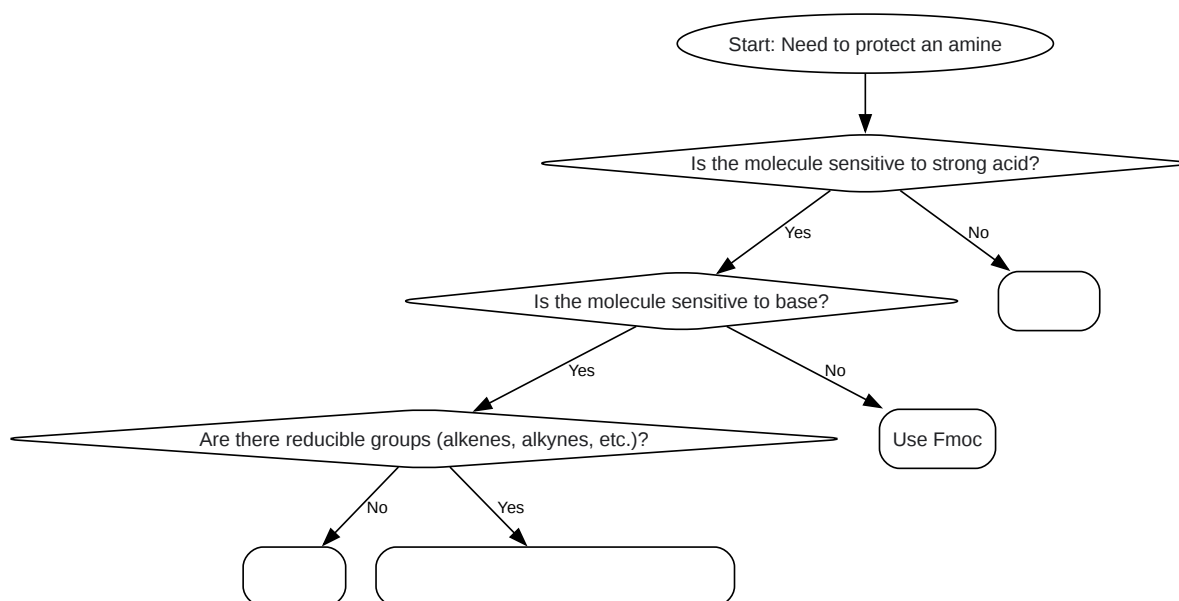 Start: Need to protect an amine
Is the molecule sensitive to strong acid?
Yes
No
Is the molecule sensitive to base?
Yes
No
Are there reducible groups (alkenes, alkynes, etc.)?
Use Fmoc
No
Yes